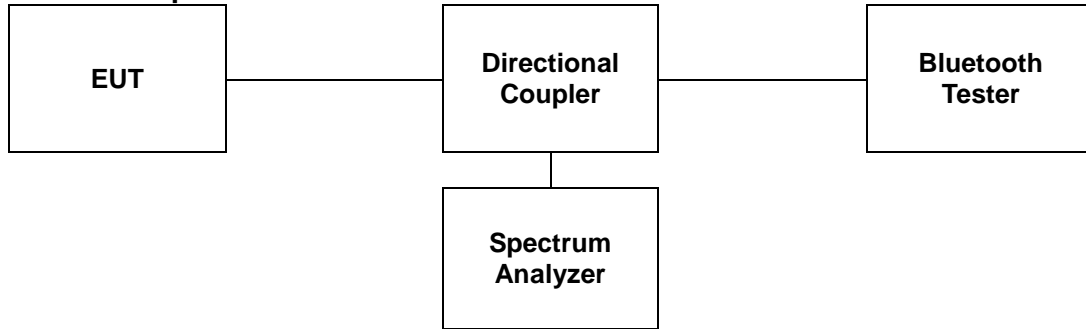 EUT
Directional
Coupler
Bluetooth
Tester
Spectrum
Analyzer